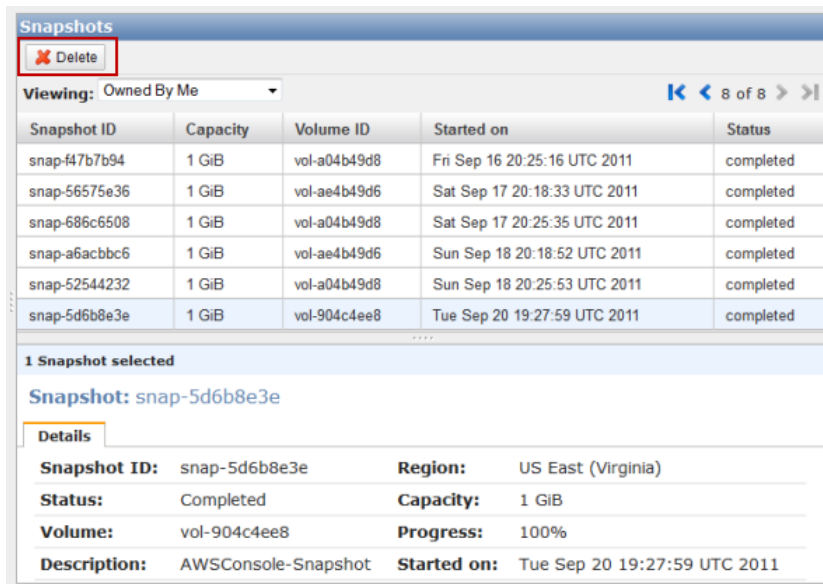 Snapshots
Delete
Viewing: Owned By Me 8 of 8
Snapshot ID Capacity Volume ID Started on Status
snap-f47b7b94 1 GiB vol-a04b49d8 Fri Sep 16 20:25:16 UTC 2011 completed
snap-56575e36 1 GiB vol-ae4b49d6 Sat Sep 17 20:18:33 UTC 2011 completed
snap-686c6508 1 GiB vol-a04b49d8 Sat Sep 17 20:25:35 UTC 2011 completed
snap-a6acbbc6 1 GiB vol-ae4b49d6 Sun Sep 18 20:18:52 UTC 2011 completed
snap-52544232 1 GiB vol-a04b49d8 Sun Sep 18 20:25:53 UTC 2011 completed
snap-5d6b8e3e 1 GiB vol-904c4ee8 Tue Sep 20 19:27:59 UTC 2011 completed
1 Snapshot selected
Snapshot: snap-5d6b8e3e
Details
Snapshot ID: snap-5d6b8e3e Region: US East (Virginia)
Status: Completed Capacity: 1 GiB
Volume: vol-904c4ee8 Progress: 100%
Description: AWSConsole-Snapshot Started on: Tue Sep 20 19:27:59 UTC 2011